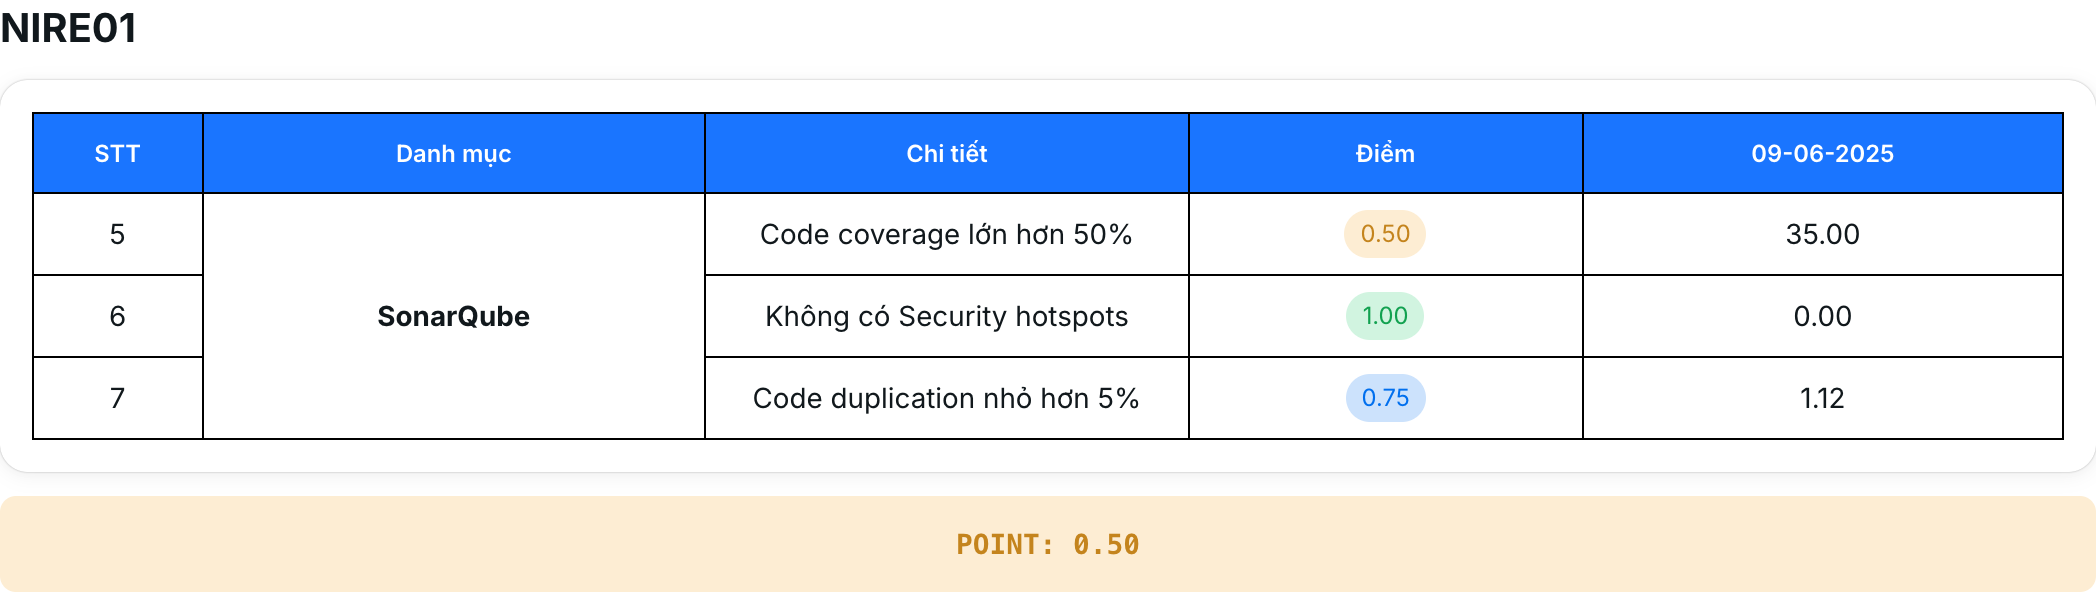 NIRE01
STT Danh mục Chi tiết Điểm 09-06-2025
5 Code coverage lớn hơn 50% 0.50 35.00
6 SonarQube Không có Security hotspots 1.00 0.00
7 Code duplication nhỏ hơn 5% 0.75 1.12
POINT: 0.50